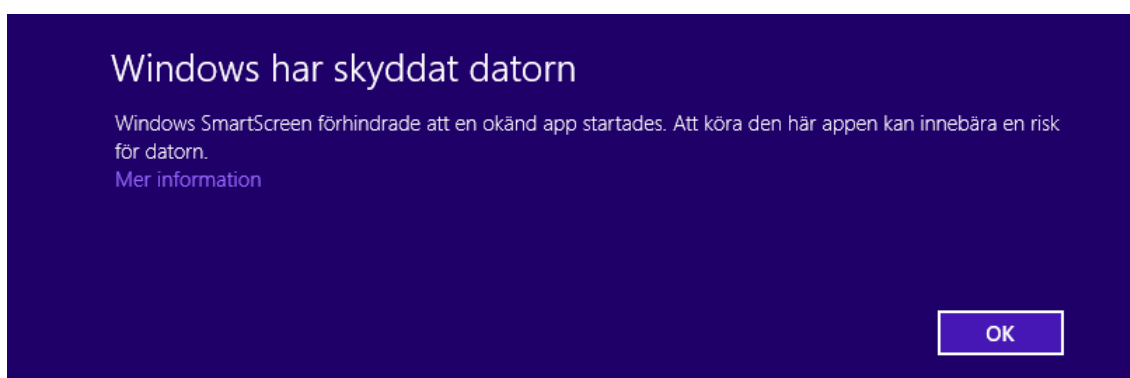 Windows har skyddat datorn
Windows SmartScreen förhindrade att en okänd app startades. Att köra den här appen kan innebära en risk
för datorn.
Mer information
OK